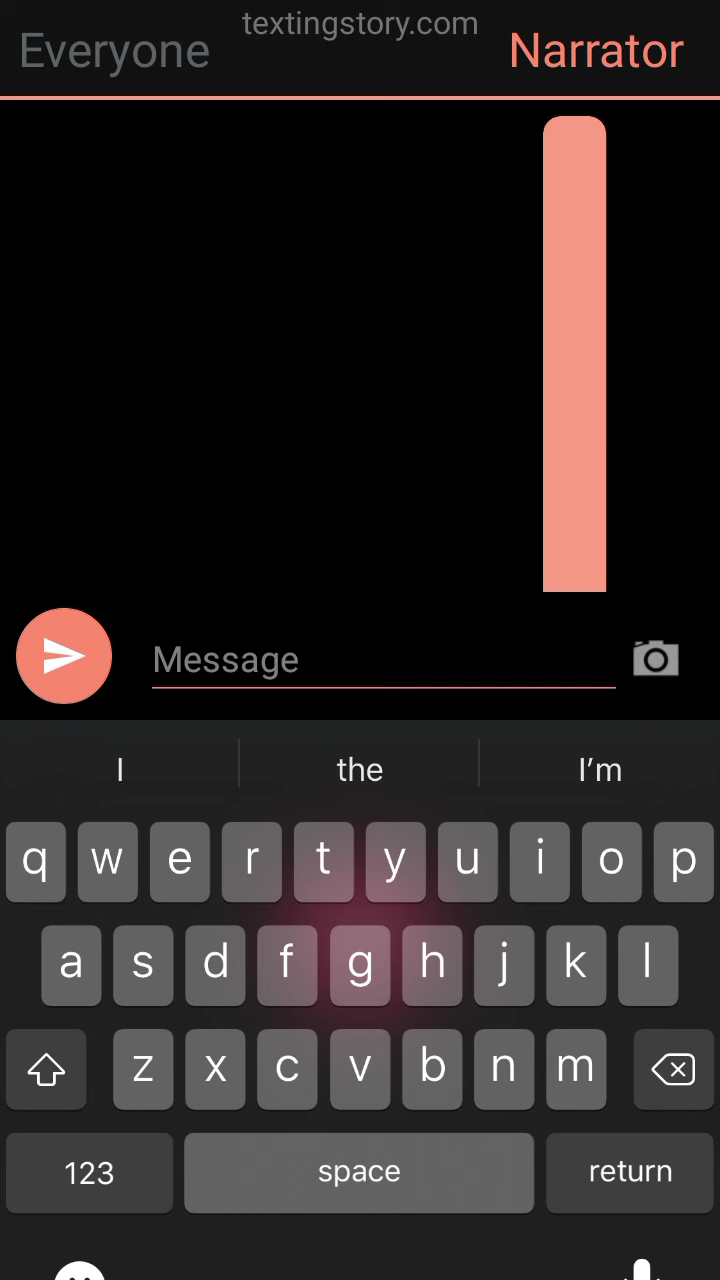 textingstory.com
Everyone Narrator
Message
I the I’m
q w e r t y u i o p
a s d f g h j k l
z x c v b n m
123 space return